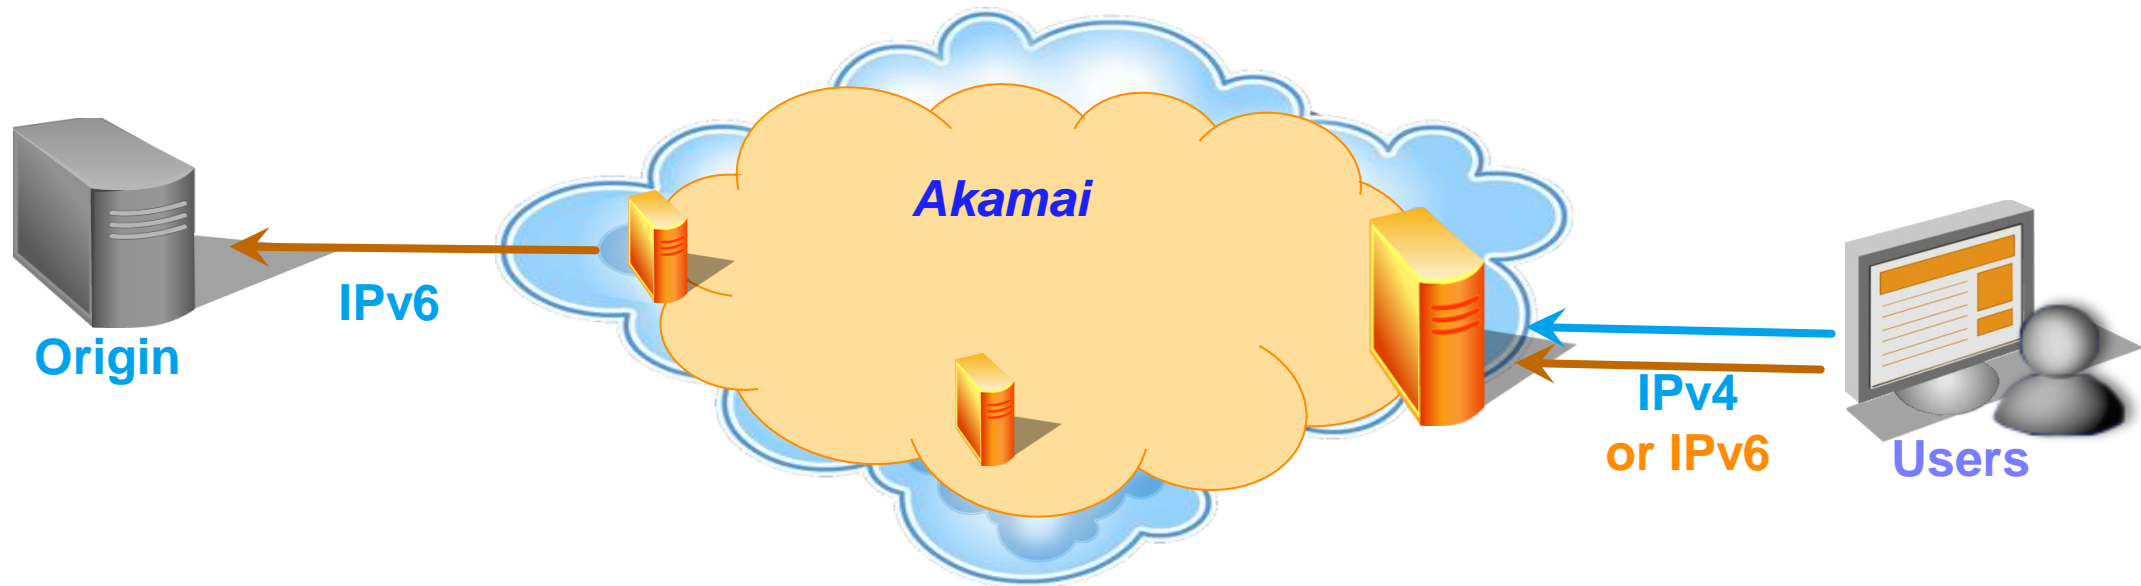 Akamai
IPv6
Origin
IPv4
or IPv6
Users